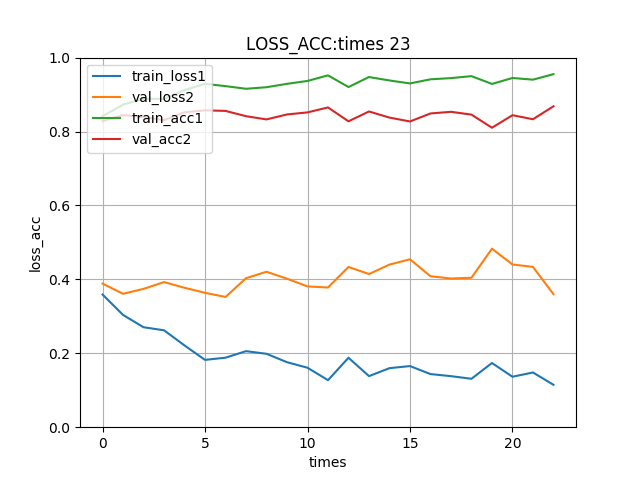 LOSS_ACC:times 23
1.0
0.8
0.6
0.4
0.2
0.0
loss_acc
train_loss1
val_loss2
train_acc1
val_acc2
0 5 10 15 20
times